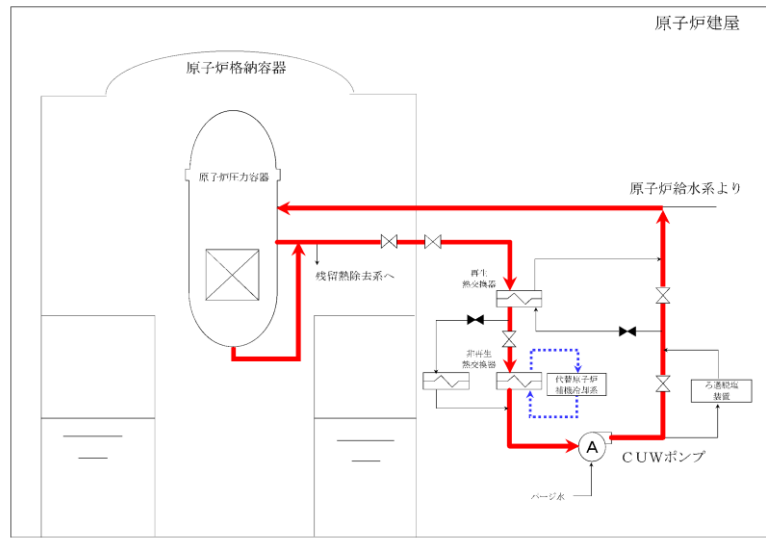 原子炉建屋
原子炉格納容器
原子炉圧力容器
原子炉給水系より
残留熱除去系へ
再生
熱交換器
非再生
熱交換器
代替原子炉
補機冷却系
ろ過脱塩
装置
A
CUWポンプ
パージ水